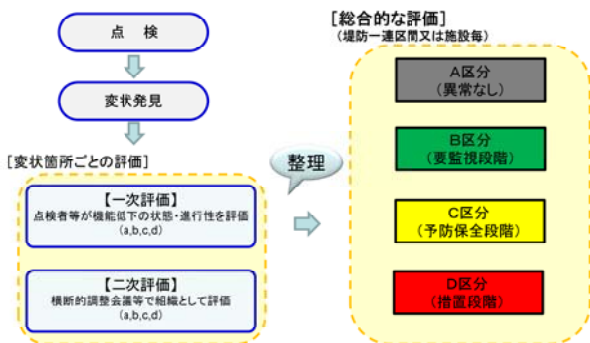 点 検
変状発見
[変状箇所ごとの評価]
【一次評価】
点検者等が機能低下の状態・進行性を評価
(a,b,c,d)
【二次評価】
横断的調整会議等で組織として評価
(a,b,c,d)
整理
[総合的な評価]
(堤防一連区間又は施設毎)
A区分
(異常なし)
B区分
(要監視段階)
C区分
(予防保全段階)
D区分
(措置段階)